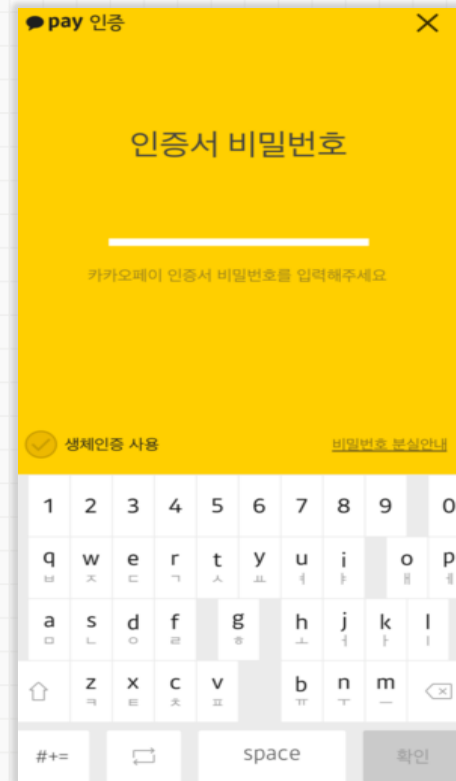 pay 인증
인증서 비밀번호
카카오페이 인증서 비밀번호를 입력해주세요
생체인증 사용 비밀번호 분실안내
1 2 3 4 5 6 7 8 9 0
q w e r t y u i o p
ㅂ ㅈ ㄷ ㄱ ㅅ ㅛ ㅕ ㅑ ㅐ ㅔ
a s d f g h j k l
ㅁ ㄴ ㅇ ㄹ ㅎ ㅗ ㅓ ㅏ ㅣ
z x c v b n m
ㅋ ㅌ ㅊ ㅍ ㅠ ㅜ ㅡ
#+= space 확인